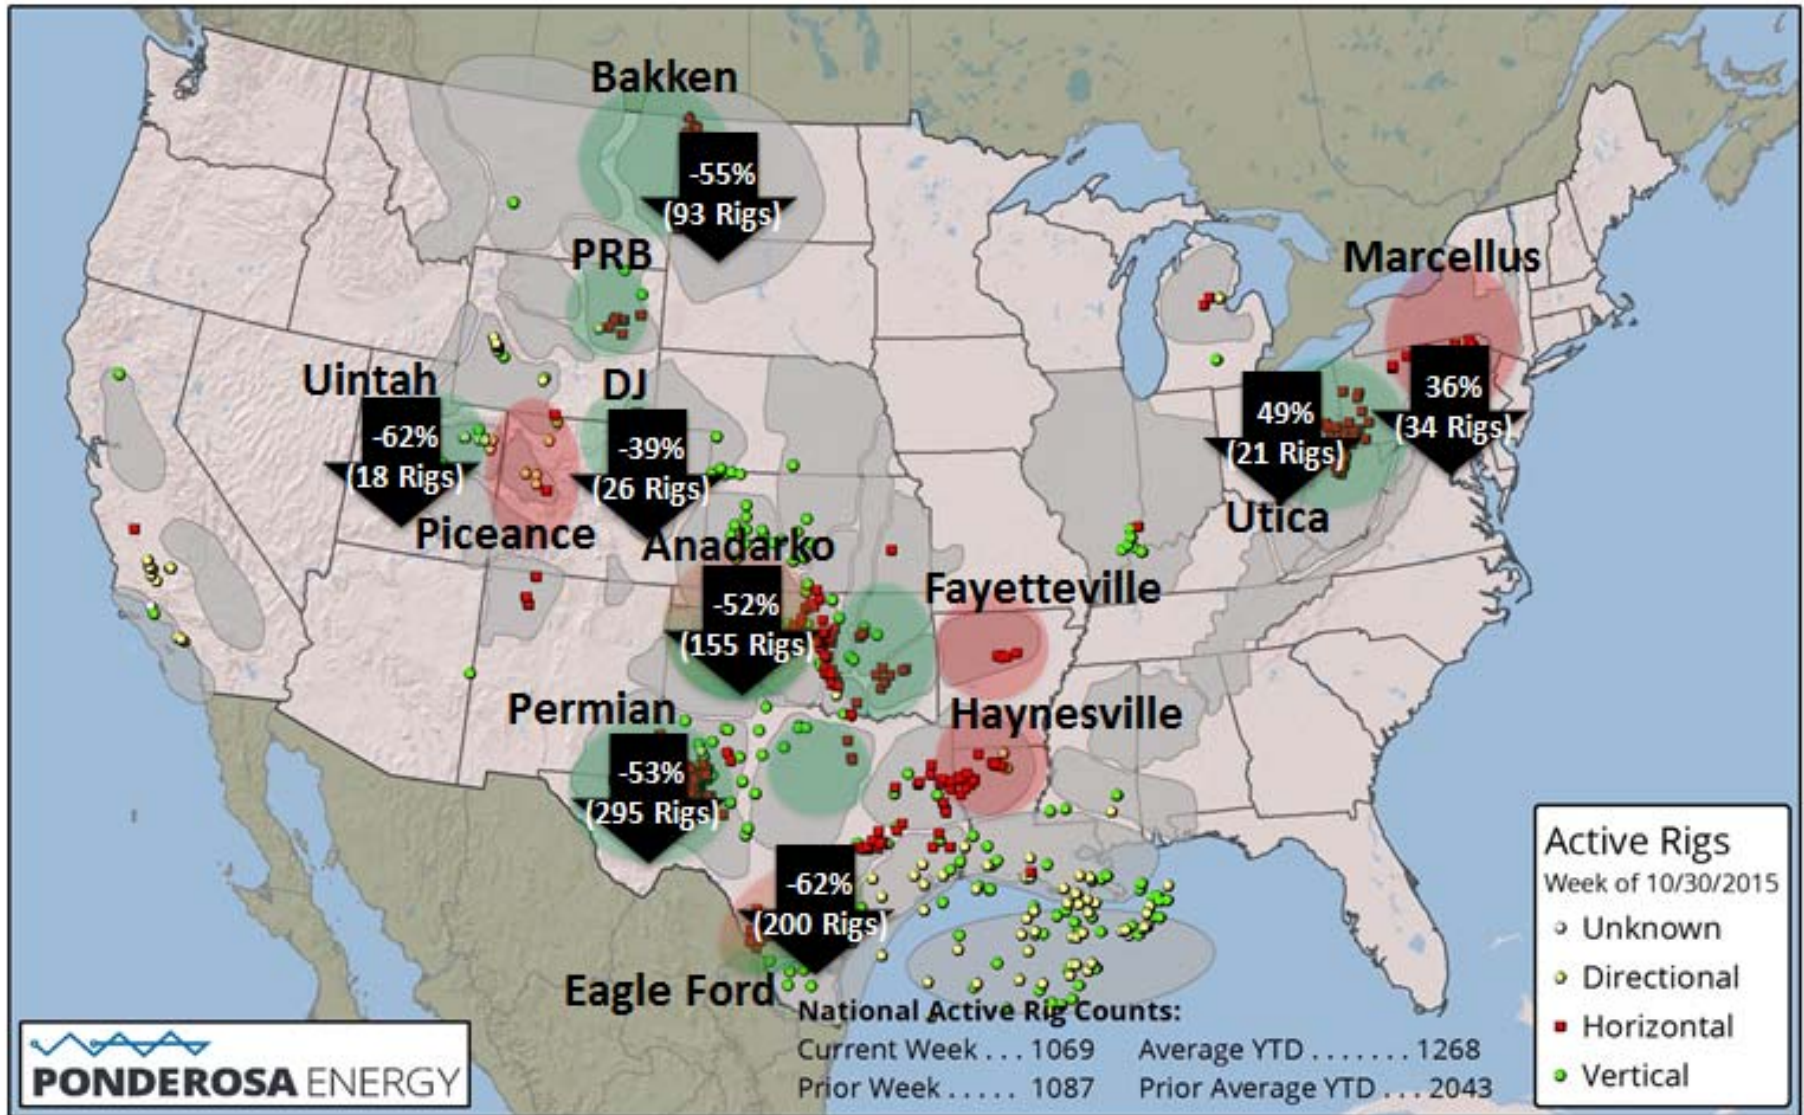 Bakken
-55%
(93 Rigs)
PRB
Marcellus
36%
(34 Rigs)
Uintah
-62%
(18 Rigs)
DJ
-39%
(26 Rigs)
49%
(21 Rigs)
Utica
Piceance
Anadarko
-52%
(155 Rigs)
Fayetteville
Permian
-53%
(295 Rigs)
Haynesville
-62%
(200 Rigs)
Eagle Ford
National Active Rig Counts:
Current Week . . . 1069 Average YTD . . . . . . . 1268
Prior Week . . . . . 1087 Prior Average YTD . . . 2043
Active Rigs
Week of 10/30/2015
Unknown
Directional
Horizontal
Vertical
PONDEROSA ENERGY